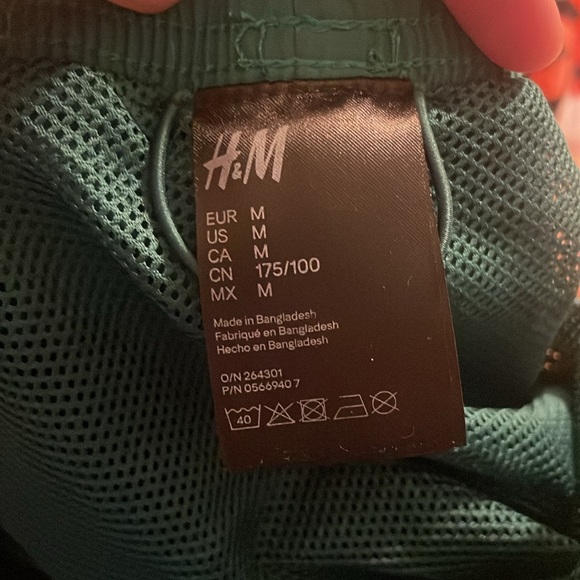 H&M
EUR M
US M
CA M
CN 175/100
MX M
Made in Bangladesh
Fabriqué en Bangladesh
Hecho en Bangladesh
O/N 264301
P/N 0566940 7
40